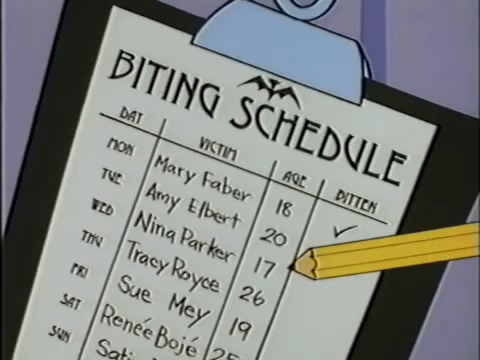 BITING SCHEDULE
DAY VICTIM AGE BITTEN
MON Mary Faber 18 ✓
TUE Amy Elbert 20
WED Nina Parker 17
THU Tracy Royce 26
FRI Sue Mey 19
SAT Renée Bojé 25
SUN